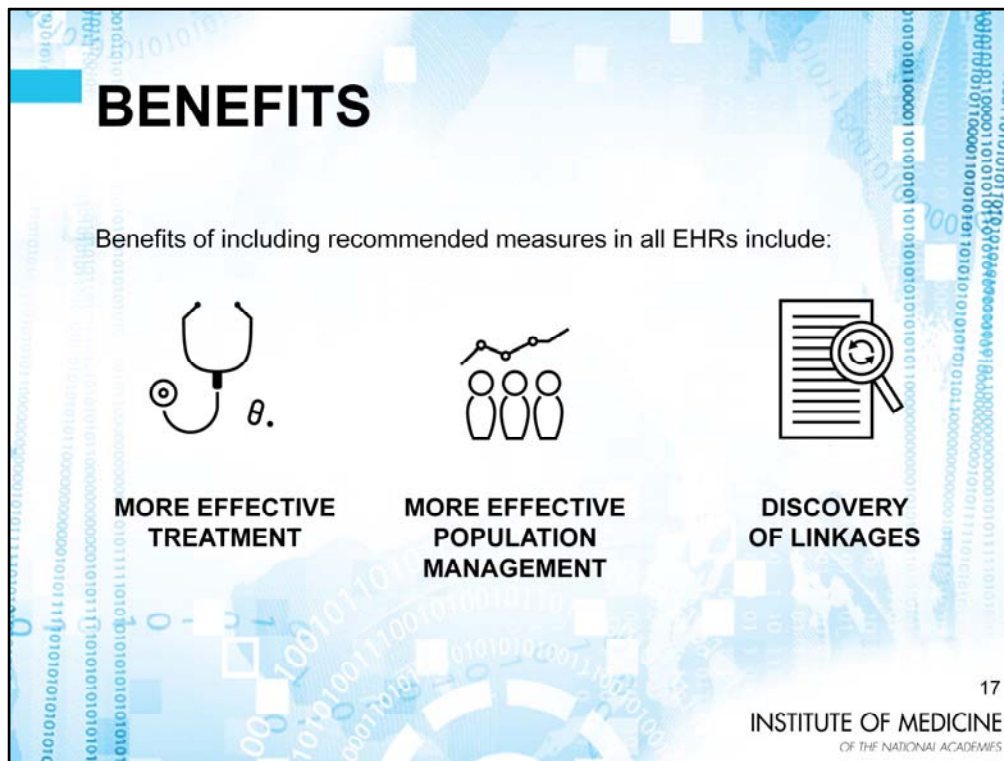 BENEFITS
Benefits of including recommended measures in all EHRs include:
MORE EFFECTIVE
TREATMENT
MORE EFFECTIVE
POPULATION
MANAGEMENT
DISCOVERY
OF LINKAGES
17
INSTITUTE OF MEDICINE
OF THE NATIONAL ACADEMIES